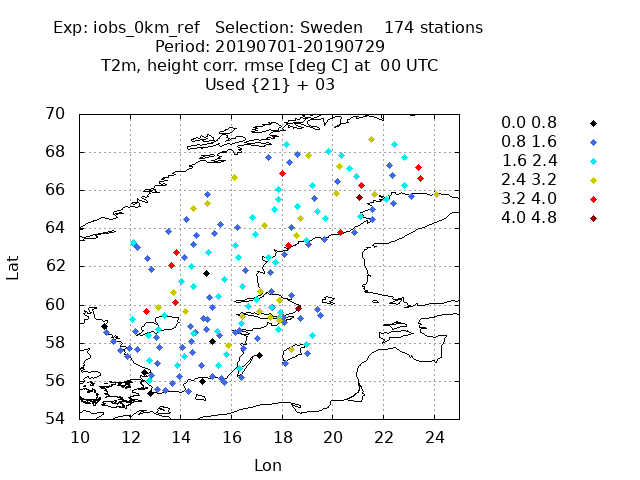 Exp: iobs_0km_ref Selection: Sweden 174 stations
Period: 20190701-20190729
T2m, height corr. rmse [deg C] at 00 UTC
Used {21} + 03
70
68
66
64
62
60
58
56
54
Lat
10 12 14 16 18 20 22 24
Lon
0.0 0.8
0.8 1.6
1.6 2.4
2.4 3.2
3.2 4.0
4.0 4.8